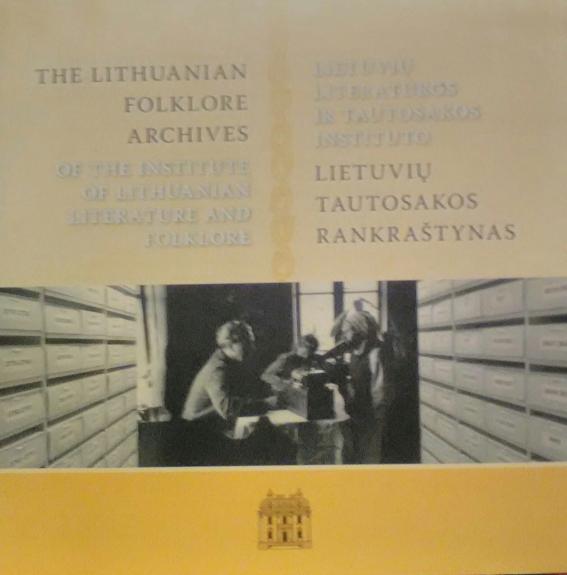 THE LITHUANIAN
FOLKLORE
ARCHIVES
OF THE INSTITUTE
OF LITHUANIAN
LITERATURE AND
FOLKLORE
LIETUVIŲ
LITERATŪROS
IR TAUTOSAKOS
INSTITUTO
LIETUVIŲ
TAUTOSAKOS
RANKRAŠTYNAS